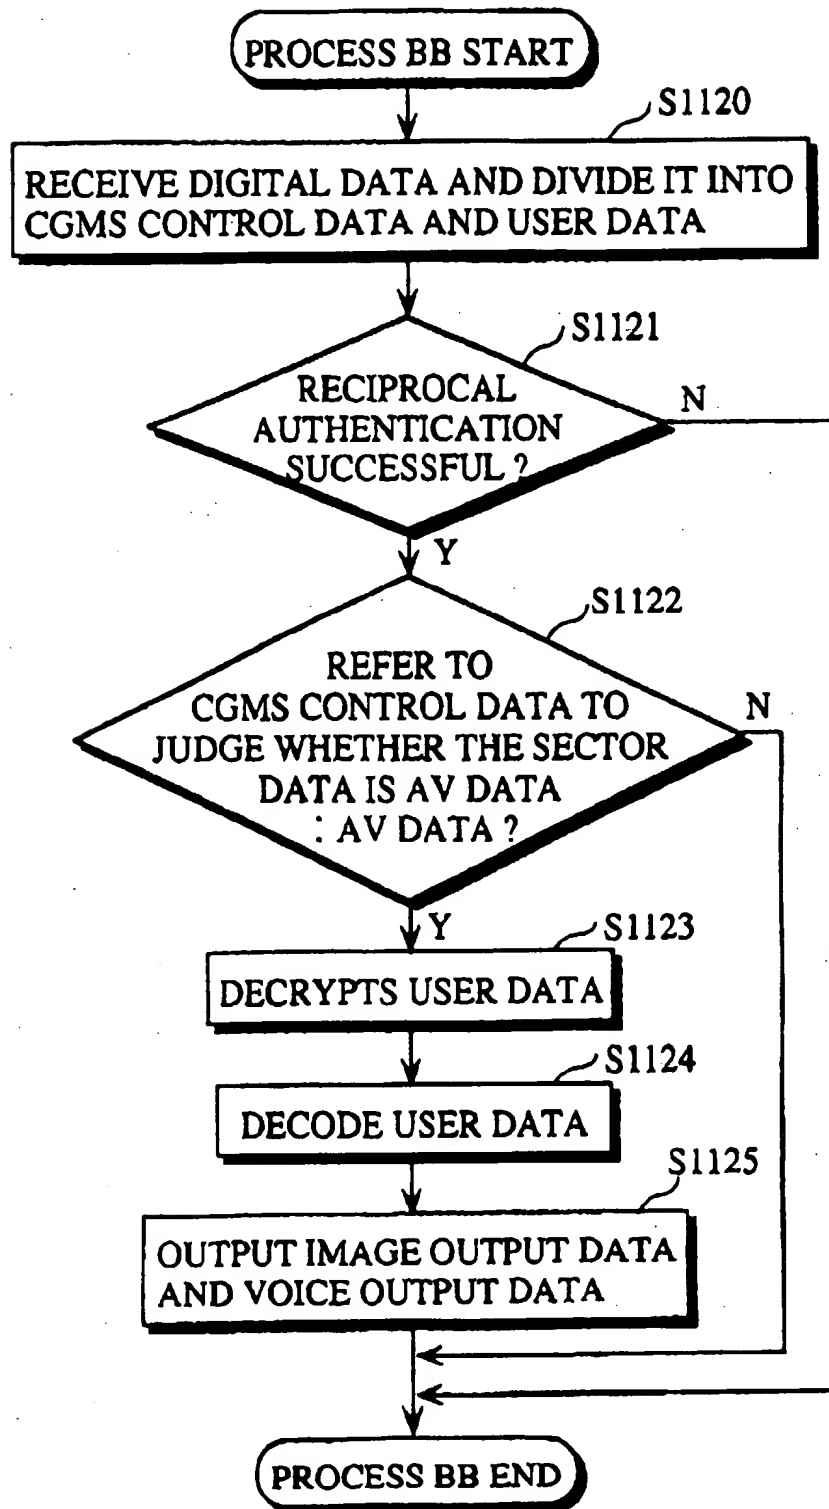 PROCESS BB START
S1120
RECEIVE DIGITAL DATA AND DIVIDE IT INTO
CGMS CONTROL DATA AND USER DATA
S1121
RECIPROCAL
AUTHENTICATION
SUCCESSFUL ?
N
Y
S1122
REFER TO
CGMS CONTROL DATA TO
JUDGE WHETHER THE SECTOR
DATA IS AV DATA
: AV DATA ?
N
Y
S1123
DECRYPTS USER DATA
S1124
DECODE USER DATA
S1125
OUTPUT IMAGE OUTPUT DATA
AND VOICE OUTPUT DATA
PROCESS BB END